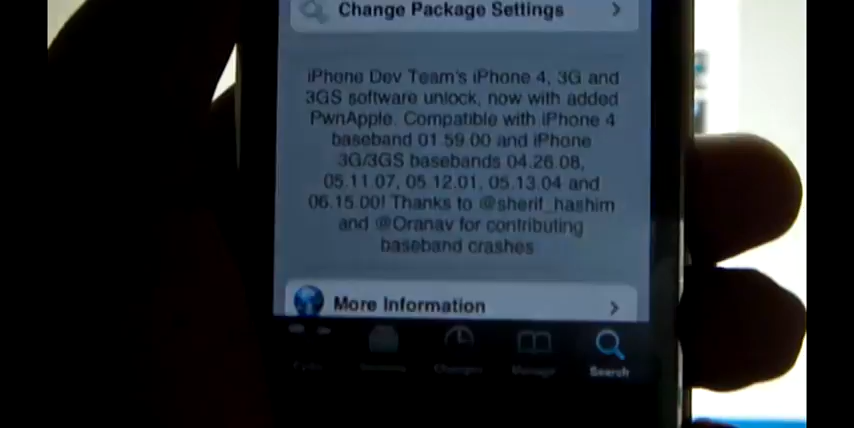 Change Package Settings
iPhone Dev Team's iPhone 4, 3G and
3GS software unlock, now with added
PwnApple. Compatible with iPhone 4
baseband 01.59.00 and iPhone
3G/3GS basebands 04.26.08,
05.11.07, 05.12.01, 05.13.04 and
06.15.00! Thanks to @sherif_hashim
and @Oranav for contributing
baseband crashes
More Information
Changes Manage Search